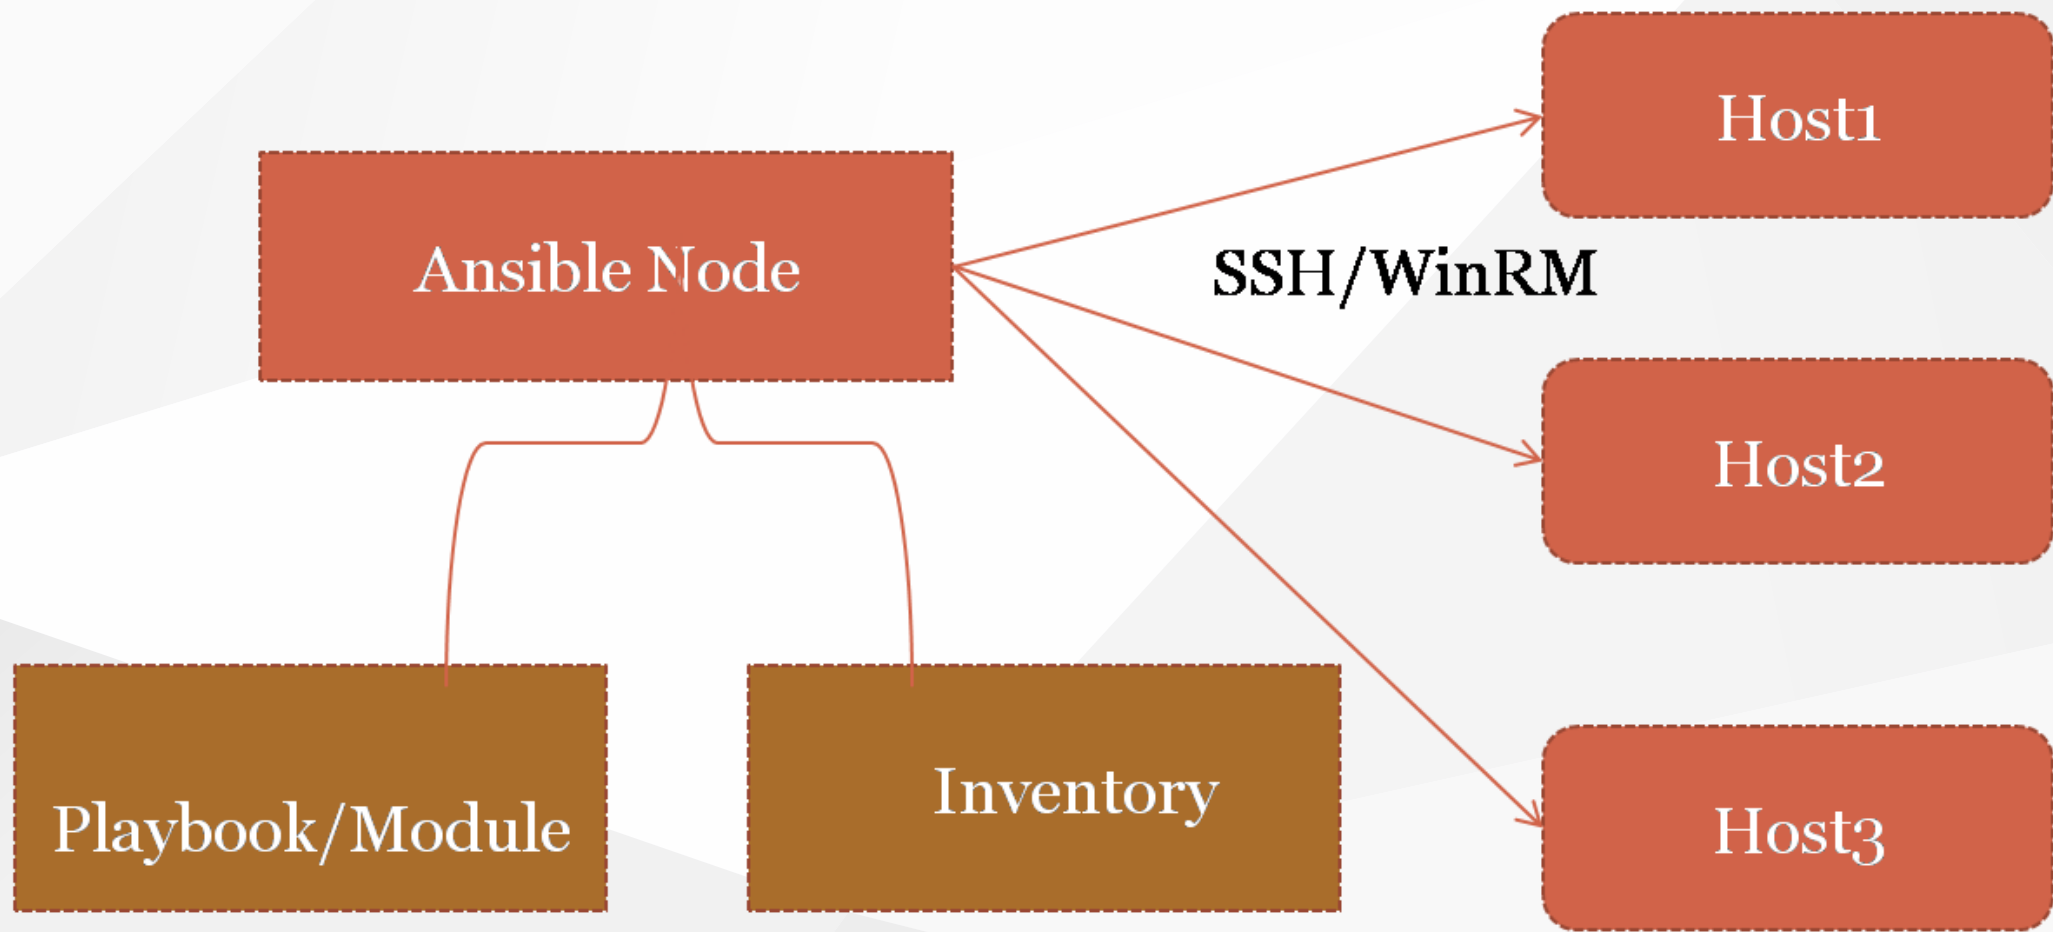 Host1
Ansible Node
SSH/WinRM
Host2
Inventory
Playbook/Module
Host3